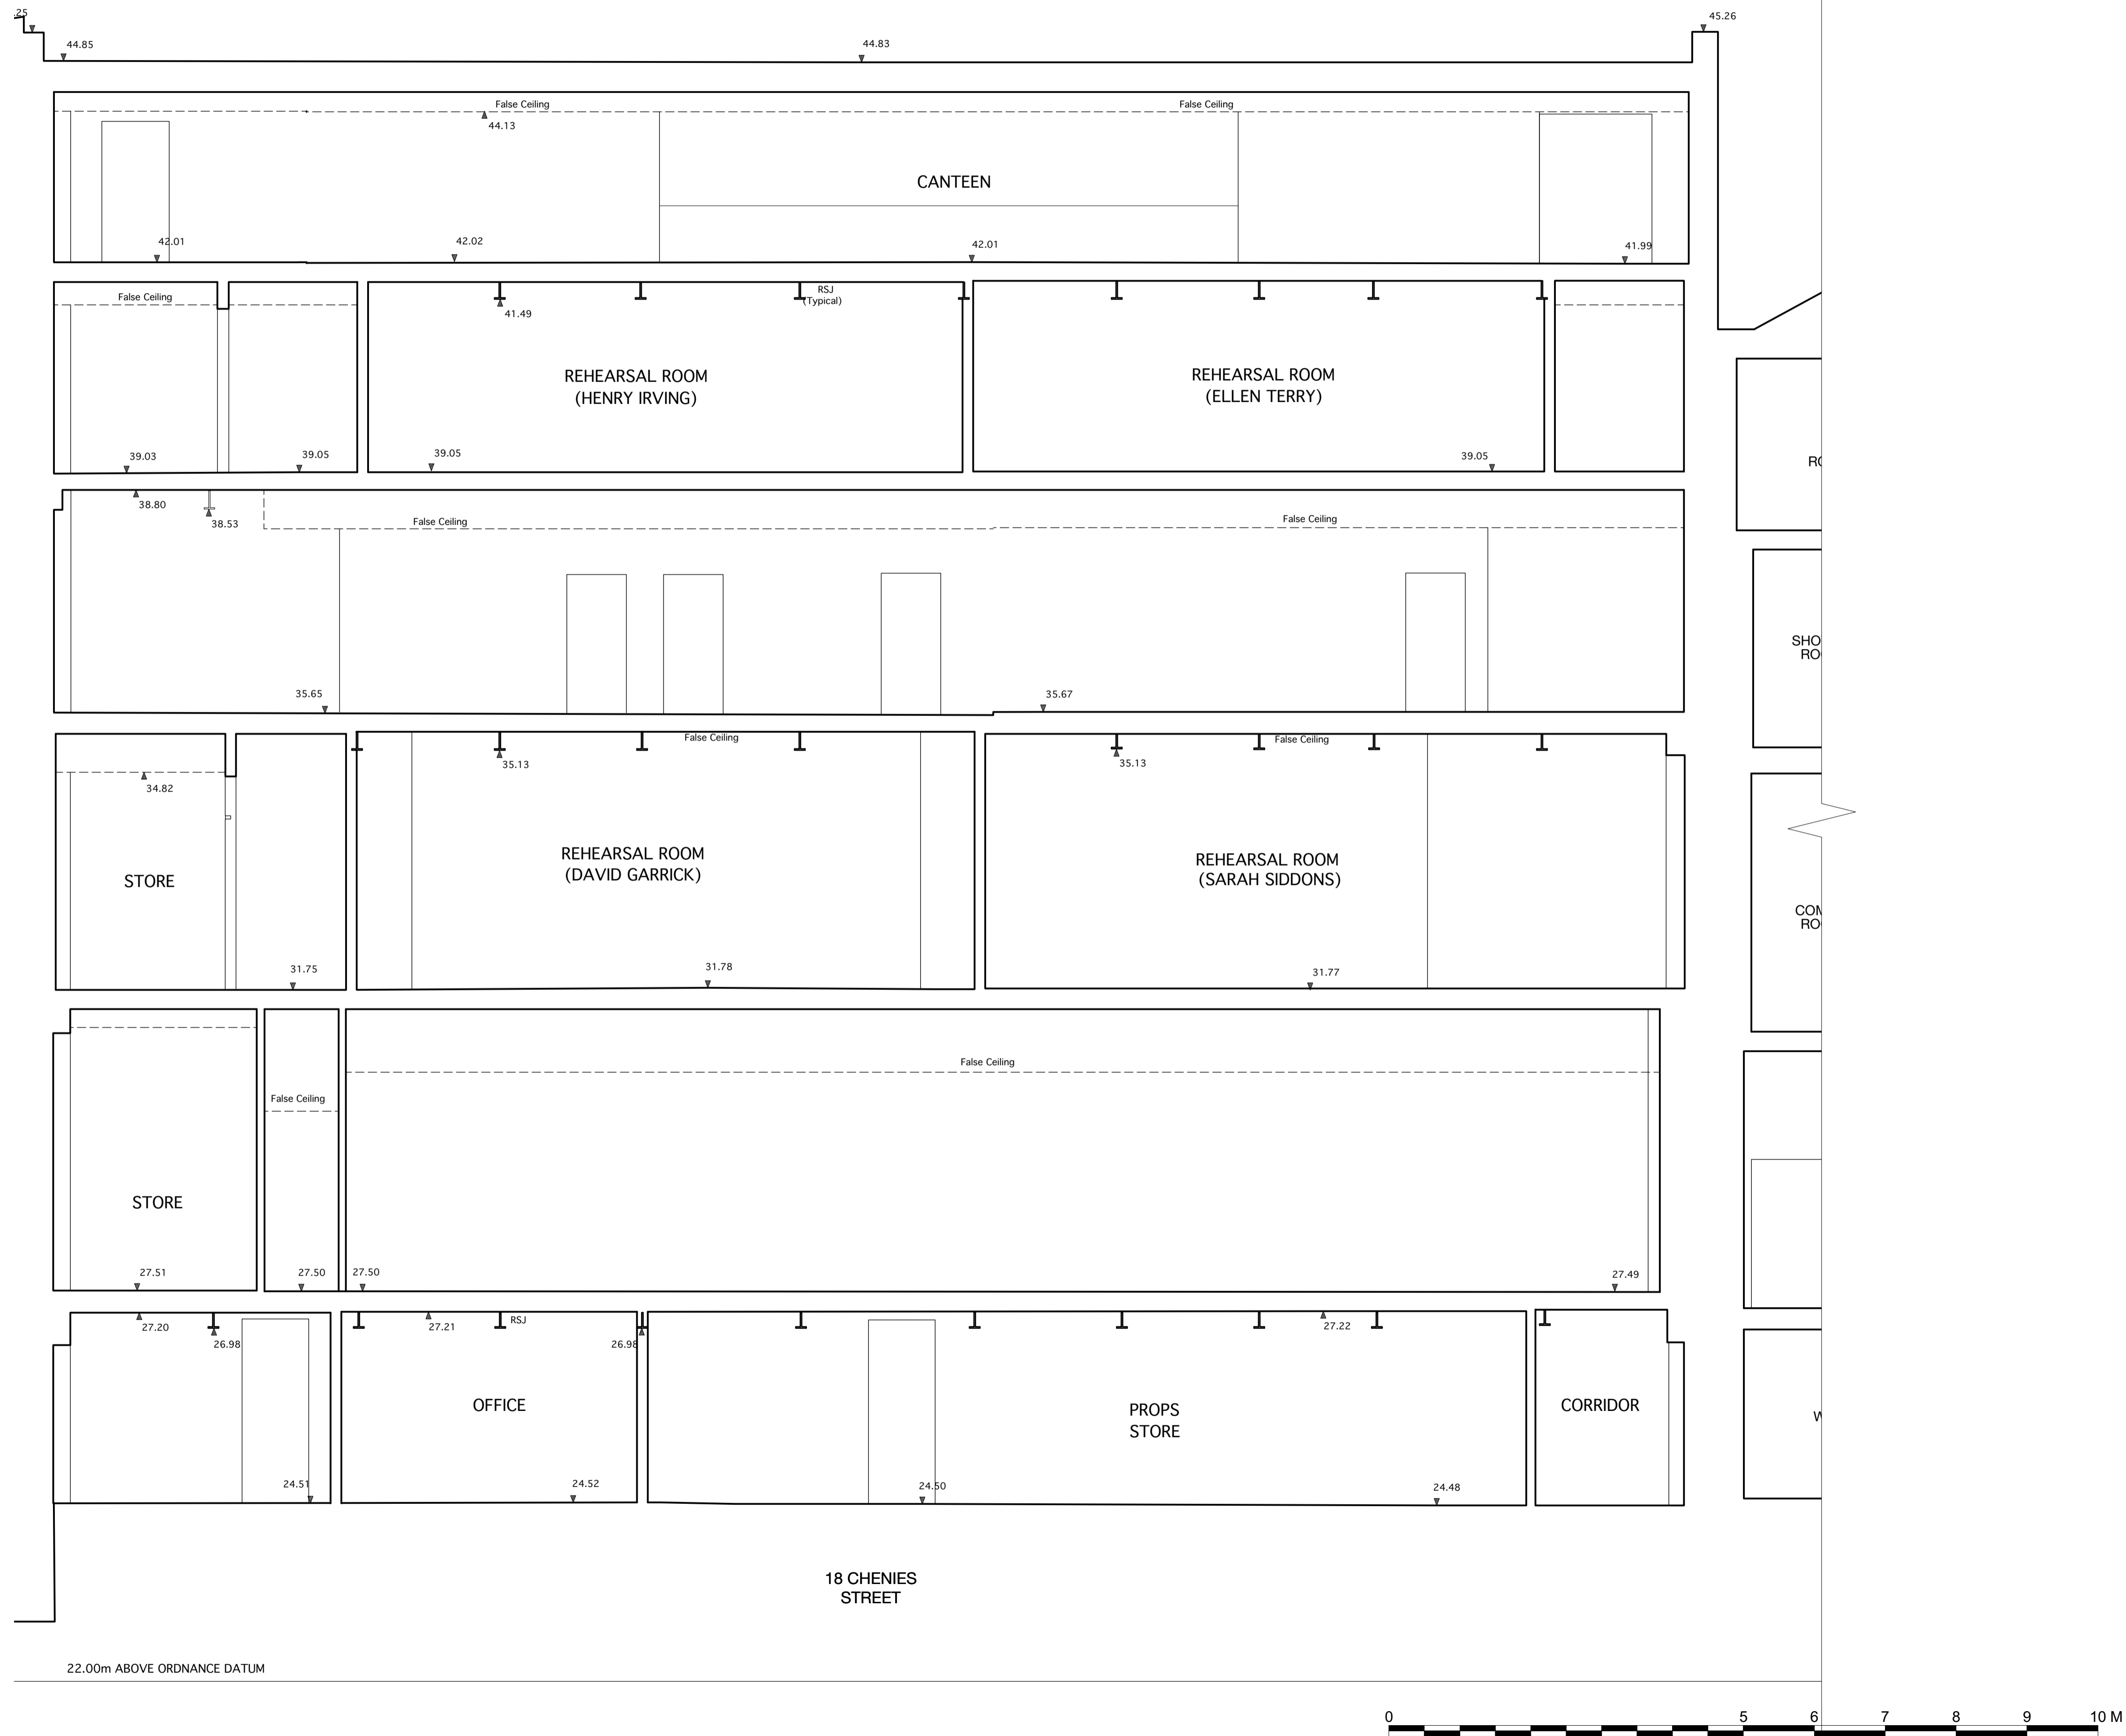 .25
44.85
44.83
45.26
False Ceiling
False Ceiling
44.13
CANTEEN
42.01
42.02
42.01
41.99
False Ceiling
RSJ
(Typical)
41.49
REHEARSAL ROOM
(HENRY IRVING)
REHEARSAL ROOM
(ELLEN TERRY)
39.03
39.05
39.05
39.05
38.80
38.53
False Ceiling
False Ceiling
SHO
RO
35.65
35.67
False Ceiling
False Ceiling
35.13
35.13
34.82
STORE
REHEARSAL ROOM
(DAVID GARRICK)
REHEARSAL ROOM
(SARAH SIDDONS)
COM
RO
31.75
31.78
31.77
False Ceiling
False Ceiling
STORE
27.51
27.50
27.50
27.49
27.20
26.98
27.21
RSJ
26.98
27.22
OFFICE
PROPS
STORE
CORRIDOR
24.51
24.52
24.50
24.48
18 CHENIES
STREET
22.00m ABOVE ORDNANCE DATUM
0 5 6 7 8 9 10 M